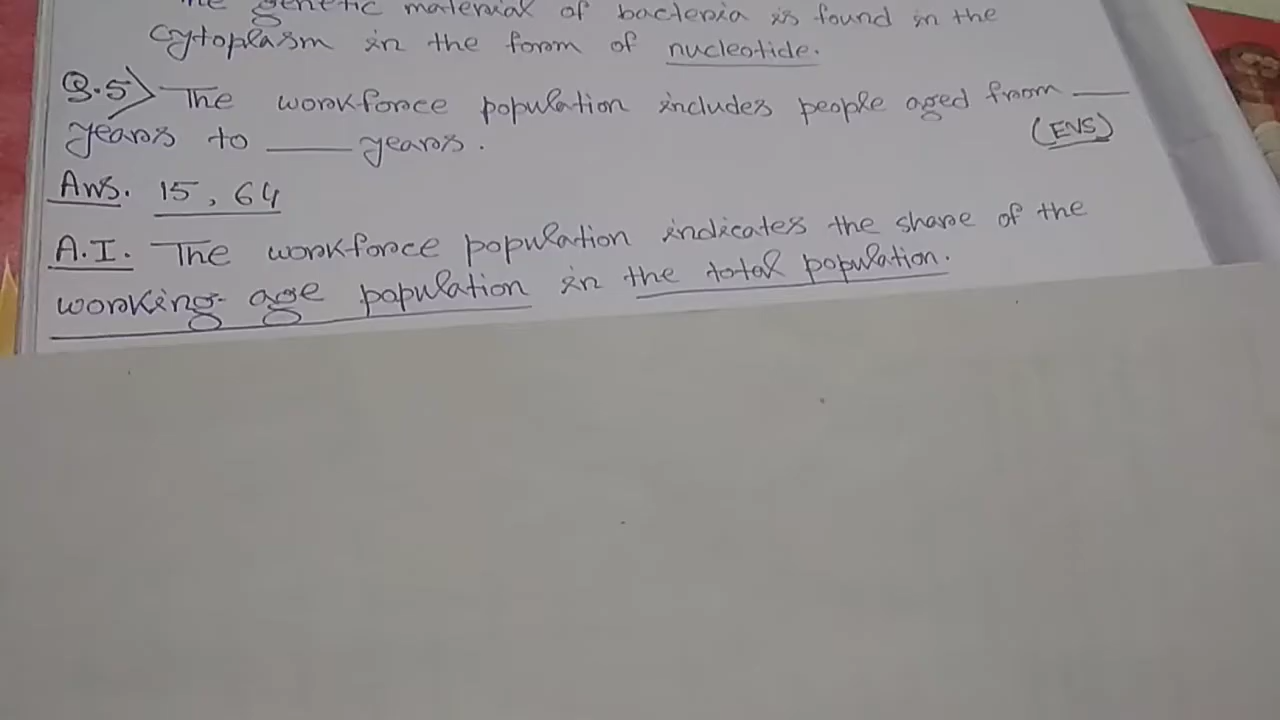 The genetic material of bacteria is found in the
cytoplasm in the form of nucleotide.
Q.5) The workforce population includes people aged from ___
years to ___ years.
(ENS)
Ans. 15, 64
A.I. The workforce population indicates the share of the
working-age population in the total population.